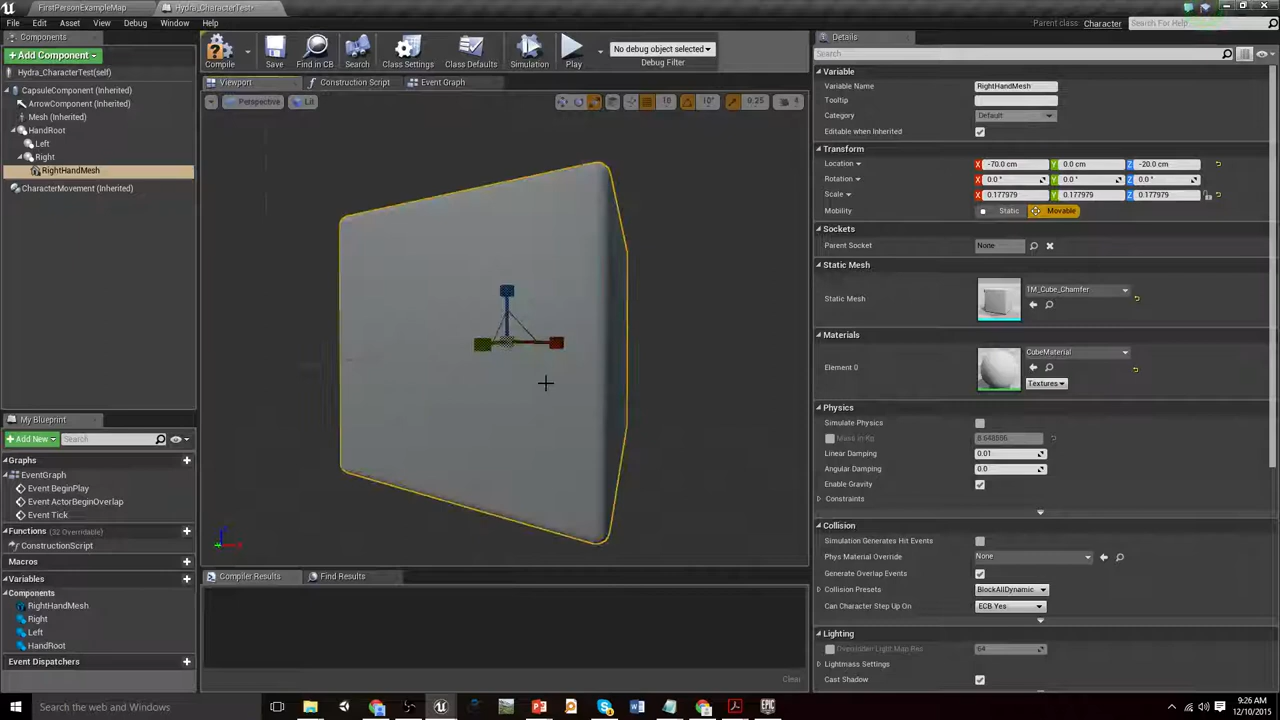 FirstPersonExampleMap
Hydra_CharacterTest*
File Edit Asset View Debug Window Help
Parent class: Character
Search For Help
Components
+ Add Component
Hydra_CharacterTest(self)
CapsuleComponent (Inherited)
ArrowComponent (Inherited)
Mesh (Inherited)
HandRoot
Left
Right
RightHandMesh
CharacterMovement (Inherited)
Compile
Save
Find in CB
Search
Class Settings
Class Defaults
Simulation
Play
No debug object selected
Debug Filter
Viewport
Construction Script
Event Graph
Perspective
Lit
10
10°
0.25
4
Details
Search
Variable
Variable Name RightHandMesh
Tooltip
Category Default
Editable when Inherited
Transform
Location X -70.0 cm Y 0.0 cm Z -20.0 cm
Rotation X 0.0 ° Y 0.0 ° Z 0.0 °
Scale X 0.177979 Y 0.177979 Z 0.177979
Mobility Static Movable
Sockets
Parent Socket None
Static Mesh
Static Mesh 1M_Cube_Chamfer
Materials
Element 0 CubeMaterial
Textures
Physics
Simulate Physics
Mass in Kg
Linear Damping 0.01
Angular Damping 0.0
Enable Gravity
Constraints
Collision
Simulation Generates Hit Events
Phys Material Override None
Generate Overlap Events
Collision Presets BlockAllDynamic
Can Character Step Up On ECB Yes
Lighting
Overridden Light Map Res 64
Lightmass Settings
Cast Shadow
My Blueprint
+ Add New
Search
Graphs
EventGraph
Event BeginPlay
Event ActorBeginOverlap
Event Tick
Functions (32 Overridable)
ConstructionScript
Macros
Variables
Components
RightHandMesh
Right
Left
HandRoot
Event Dispatchers
Compiler Results
Find Results
Clear
Search the web and Windows
9:26 AM
12/10/2015